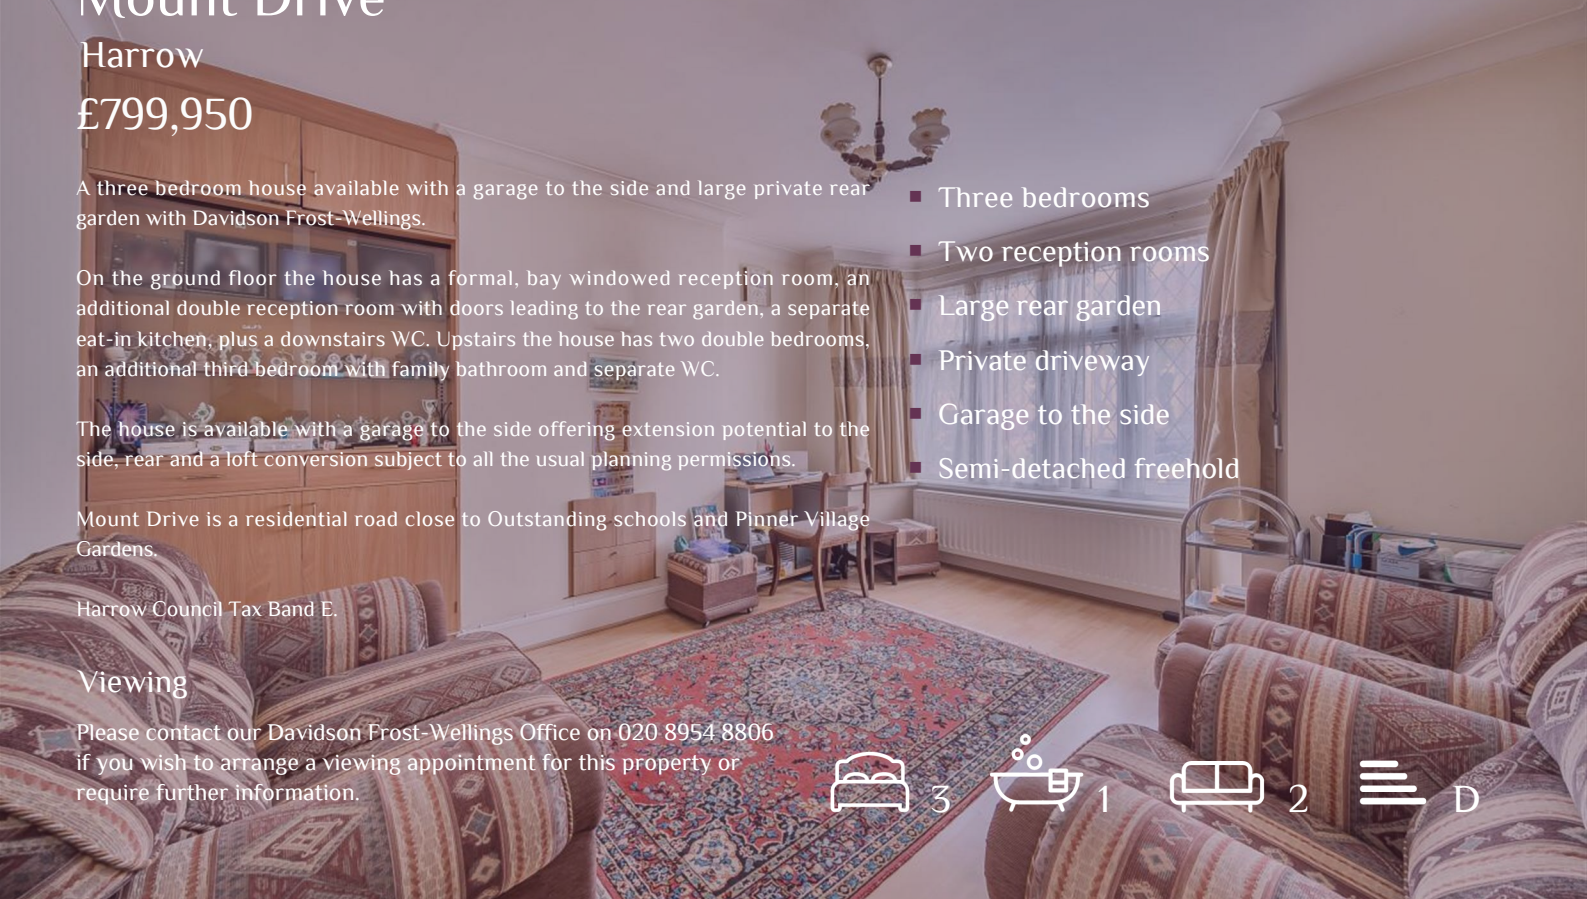 Mount Drive
Harrow
£799,950
A three bedroom house available with a garage to the side and large private rear
garden with Davidson Frost-Wellings.
On the ground floor the house has a formal, bay windowed reception room, an
additional double reception room with doors leading to the rear garden, a separate
eat-in kitchen, plus a downstairs WC. Upstairs the house has two double bedrooms,
an additional third bedroom with family bathroom and separate WC.
The house is available with a garage to the side offering extension potential to the
side, rear and a loft conversion subject to all the usual planning permissions.
Mount Drive is a residential road close to Outstanding schools and Pinner Village
Gardens.
Harrow Council Tax Band E.
Viewing
Please contact our Davidson Frost-Wellings Office on 020 8954 8806
if you wish to arrange a viewing appointment for this property or
require further information.
Three bedrooms
Two reception rooms
Large rear garden
Private driveway
Garage to the side
Semi-detached freehold
3 1 2 D